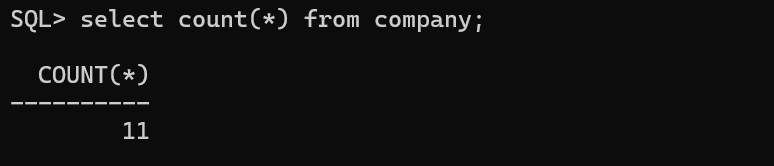 SQL> select count(*) from company;
COUNT(*)
----------
11